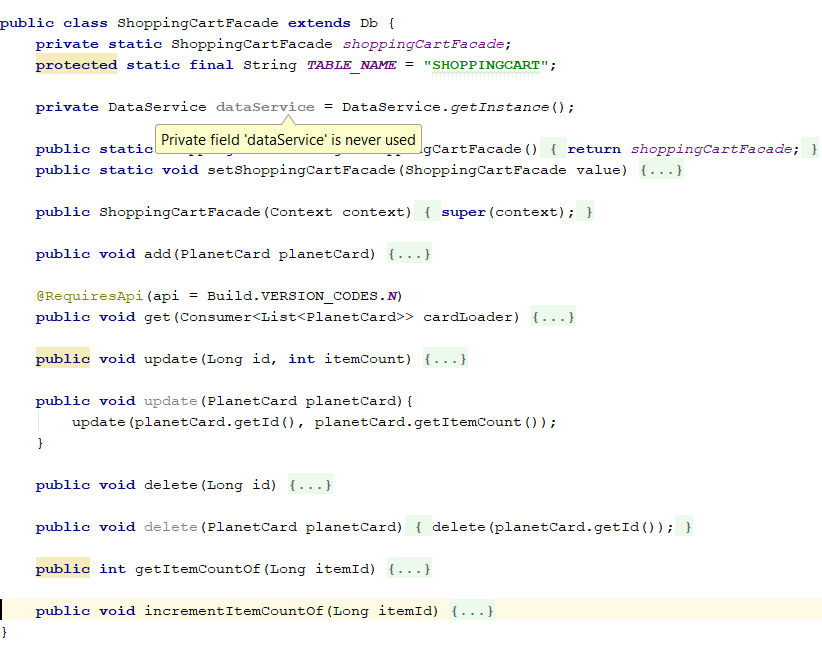 public class ShoppingCartFacade extends Db {
private static ShoppingCartFacade shoppingCartFacade;
protected static final String TABLE_NAME = "SHOPPINGCART";
private DataService dataService = DataService.getInstance();
Private field 'dataService' is never used
public static gCartFacade() { return shoppingCartFacade; }
public static void setShoppingCartFacade(ShoppingCartFacade value) {...}
public ShoppingCartFacade(Context context) { super(context); }
public void add(PlanetCard planetCard) {...}
@RequiresApi(api = Build.VERSION_CODES.N)
public void get(Consumer<List<PlanetCard>> cardLoader) {...}
public void update(Long id, int itemCount) {...}
public void update(PlanetCard planetCard){
update(planetCard.getId(), planetCard.getItemCount());
}
public void delete(Long id) {...}
public void delete(PlanetCard planetCard) { delete(planetCard.getId()); }
public int getItemCountOf(Long itemId) {...}
public void incrementItemCountOf(Long itemId) {...}
}